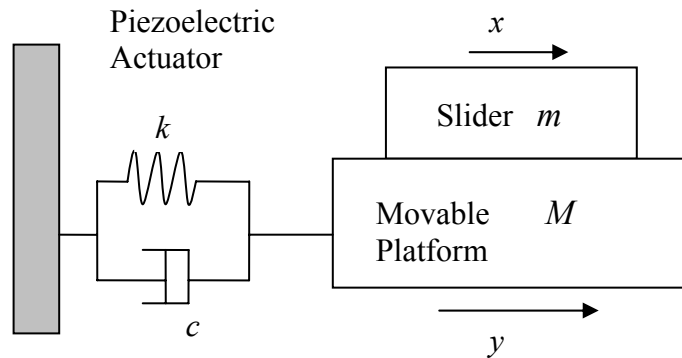 Piezoelectric
Actuator
x
Slider m
k
Movable M
Platform
c
y